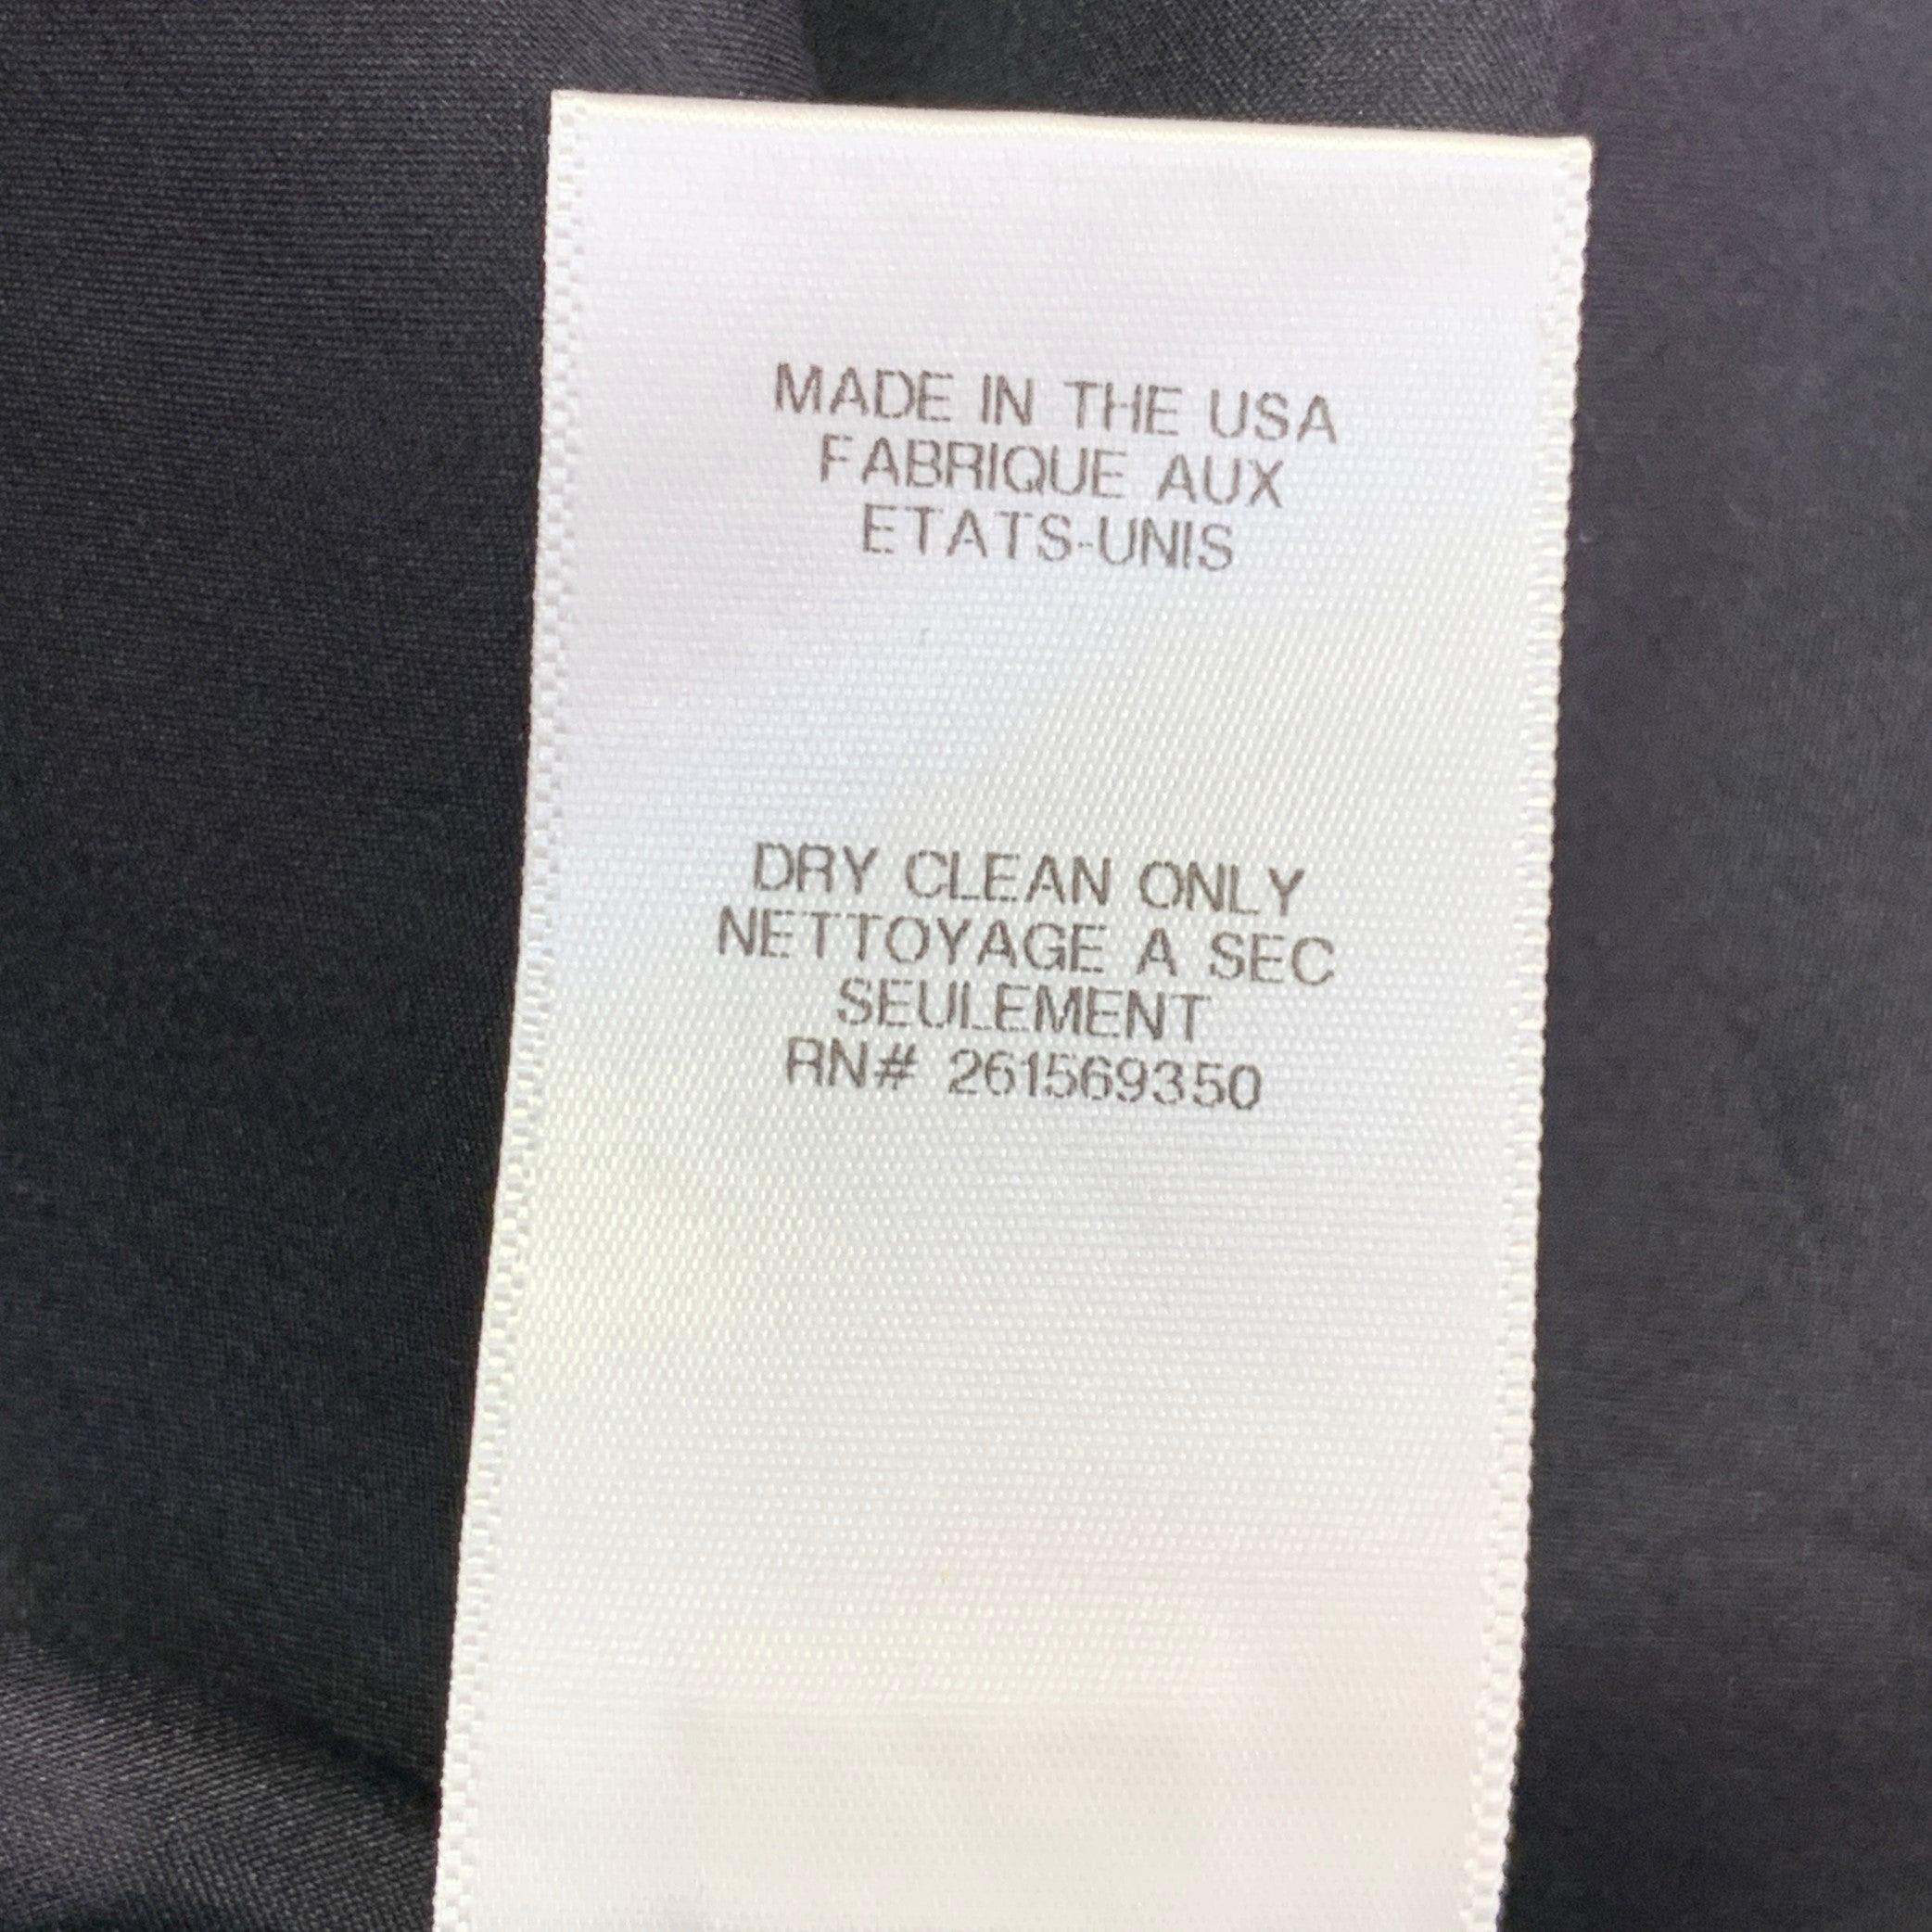 MADE IN THE USA
FABRIQUE AUX
ETATS-UNIS
DRY CLEAN ONLY
NETTOYAGE A SEC
SEULEMENT
RN# 261569350